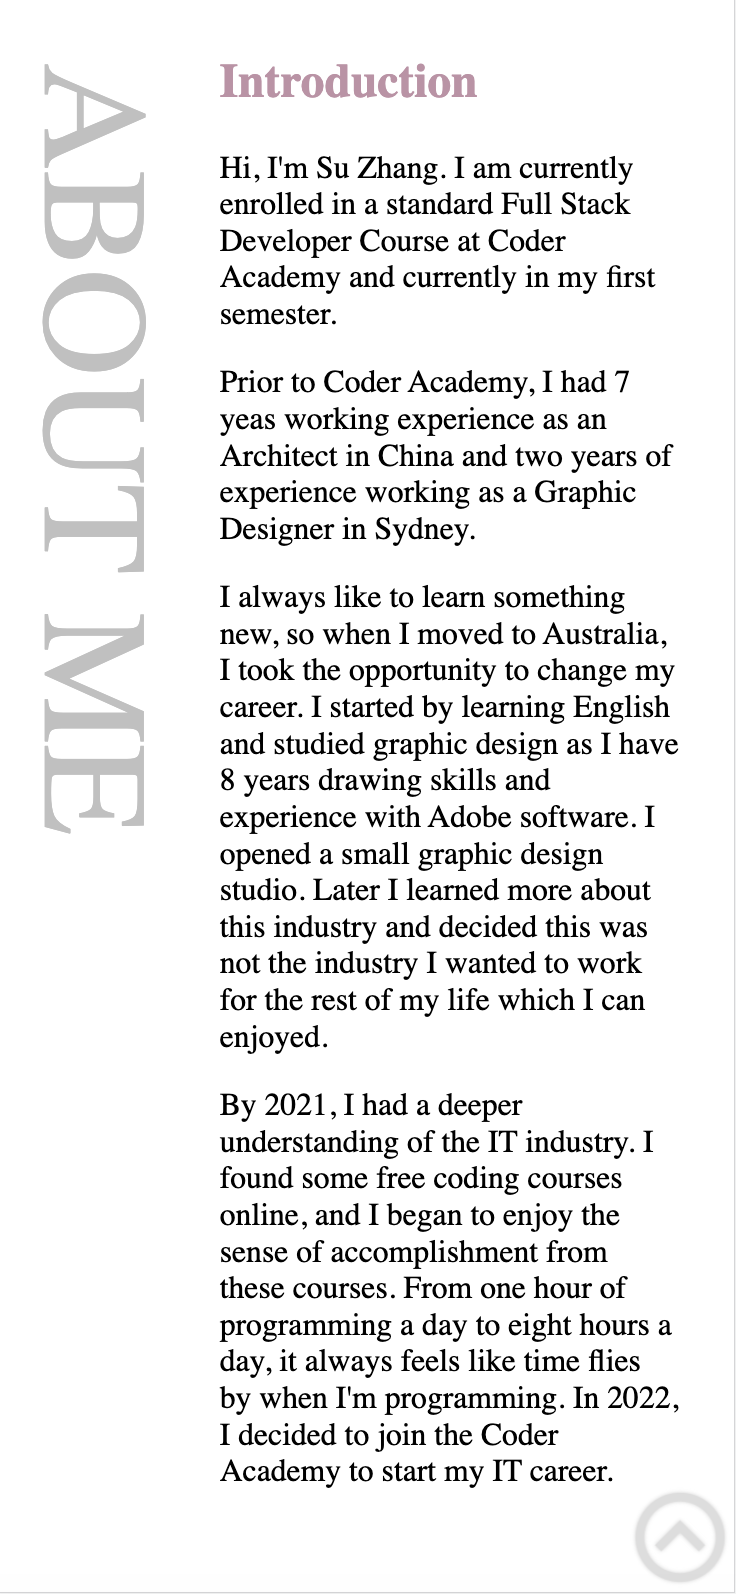 ABOUT ME
Introduction
Hi, I'm Su Zhang. I am currently
enrolled in a standard Full Stack
Developer Course at Coder
Academy and currently in my first
semester.
Prior to Coder Academy, I had 7
yeas working experience as an
Architect in China and two years of
experience working as a Graphic
Designer in Sydney.
I always like to learn something
new, so when I moved to Australia,
I took the opportunity to change my
career. I started by learning English
and studied graphic design as I have
8 years drawing skills and
experience with Adobe software. I
opened a small graphic design
studio. Later I learned more about
this industry and decided this was
not the industry I wanted to work
for the rest of my life which I can
enjoyed.
By 2021, I had a deeper
understanding of the IT industry. I
found some free coding courses
online, and I began to enjoy the
sense of accomplishment from
these courses. From one hour of
programming a day to eight hours a
day, it always feels like time flies
by when I'm programming. In 2022,
I decided to join the Coder
Academy to start my IT career.